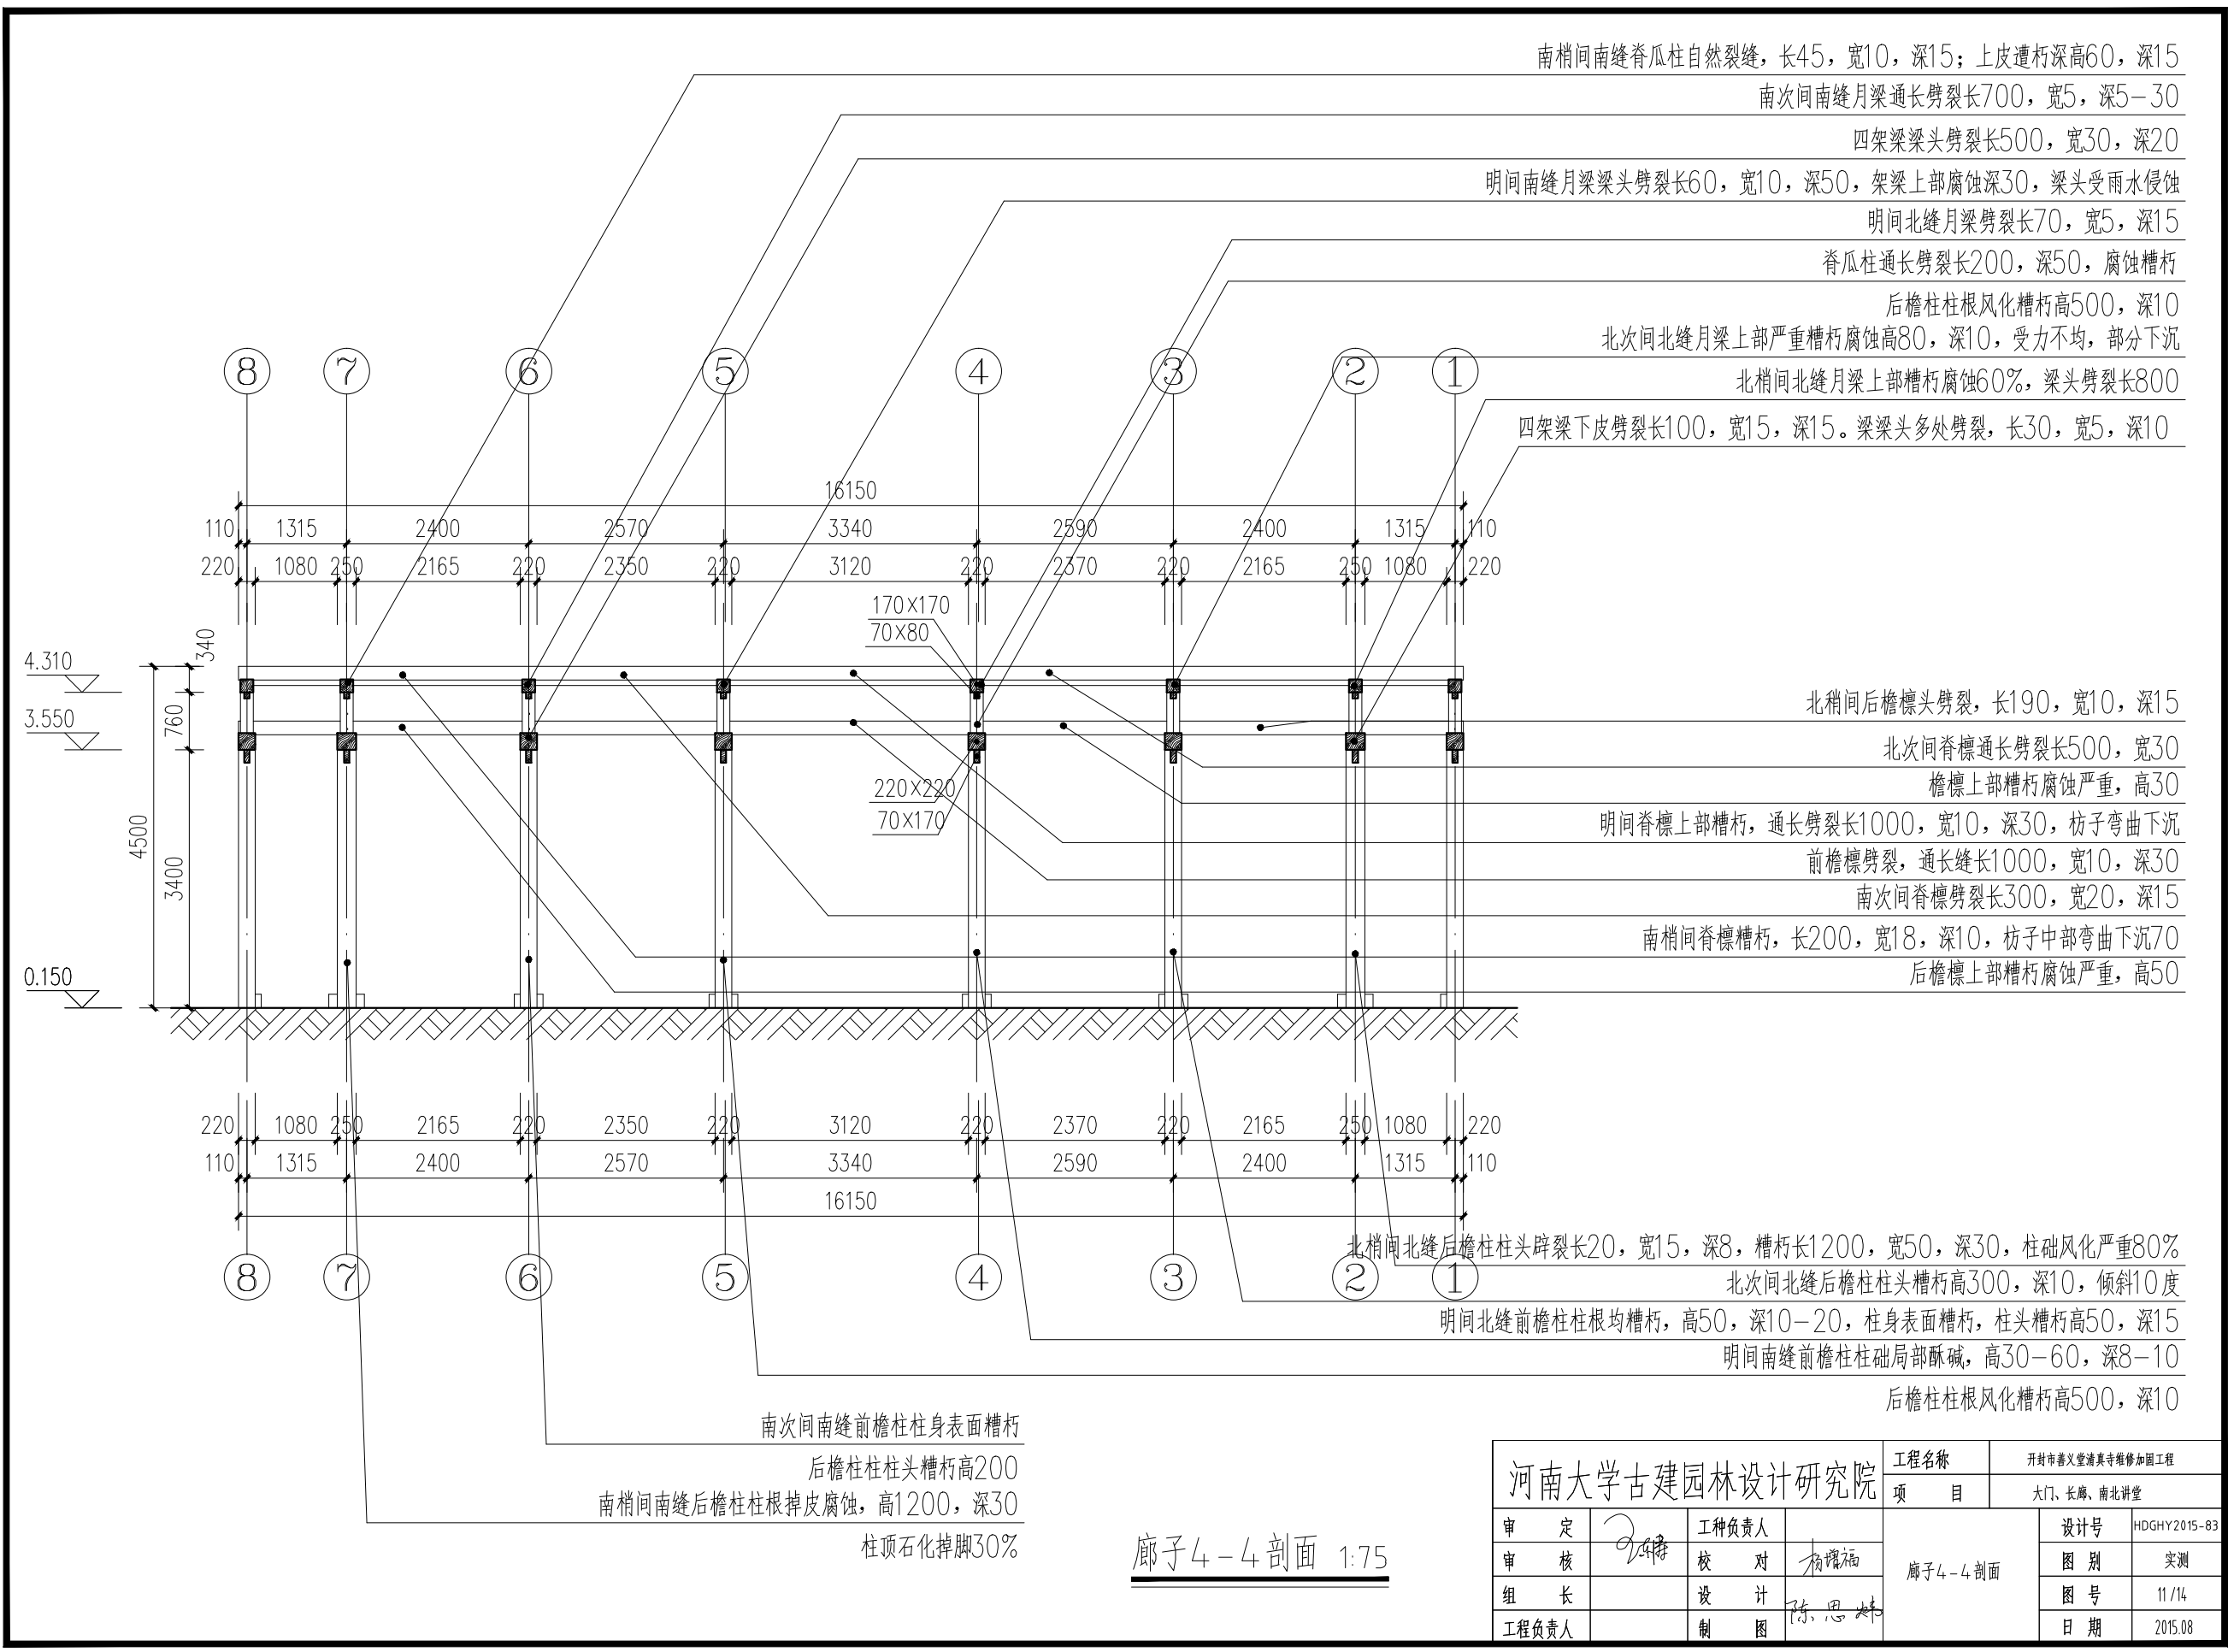 南梢间南缝脊瓜柱自然裂缝，长45，宽10，深15；上皮遭朽深高60，深15
南次间南缝月梁通长劈裂长700，宽5，深5-30
四架梁梁头劈裂长500，宽30，深20
明间南缝月梁梁头劈裂长60，宽10，深50，架梁上部腐蚀深30，梁头受雨水侵蚀
明间北缝月梁劈裂长70，宽5，深15
脊瓜柱通长劈裂长200，深50，腐蚀糟朽
后檐柱柱根风化糟朽高500，深10
北次间北缝月梁上部严重糟朽腐蚀高80，深10，受力不均，部分下沉
北梢间北缝月梁上部糟朽腐蚀60%，梁头劈裂长800
四架梁下皮劈裂长100，宽15，深15。梁梁头多处劈裂，长30，宽5，深10
8 7 6 5 4 3 2 1
16150
110 1315 2400 2570 3340 2590 2400 1315 110
220 1080 250 2165 220 2350 220 3120 220 2370 220 2165 250 1080 220
170×170
70×80
340
4.310
3.550
760
4500
3400
0.150
220×220
70×170
北稍间后檐檩头劈裂，长190，宽10，深15
北次间脊檩通长劈裂长500，宽30
檐檩上部糟朽腐蚀严重，高30
明间脊檩上部糟朽，通长劈裂长1000，宽10，深30，枋子弯曲下沉
前檐檩劈裂，通长缝长1000，宽10，深30
南次间脊檩劈裂长300，宽20，深15
南梢间脊檩糟朽，长200，宽18，深10，枋子中部弯曲下沉70
后檐檩上部糟朽腐蚀严重，高50
220 1080 250 2165 220 2350 220 3120 220 2370 220 2165 250 1080 220
110 1315 2400 2570 3340 2590 2400 1315 110
16150
8 7 6 5 4 3 2 1
北梢间北缝后檐柱柱头辟裂长20，宽15，深8，糟朽长1200，宽50，深30，柱础风化严重80%
北次间北缝后檐柱柱头糟朽高300，深10，倾斜10度
明间北缝前檐柱柱根均糟朽，高50，深10-20，柱身表面糟朽，柱头糟朽高50，深15
明间南缝前檐柱柱础局部酥碱，高30-60，深8-10
后檐柱柱根风化糟朽高500，深10
南次间南缝前檐柱柱身表面糟朽
后檐柱柱柱头糟朽高200
南梢间南缝后檐柱柱根掉皮腐蚀，高1200，深30
柱顶石化掉脚30%
廊子4-4剖面 1:75
河南大学古建园林设计研究院
工程名称 开封市善义堂清真寺维修加固工程
项目 大门、长廊、南北讲堂
审定 工种负责人
审核 校对 杨增福
组长 设计 陈思
工程负责人 制图
廊子4-4剖面
设计号 HDGHY2015-83
图别 实测
图号 11/14
日期 2015.08